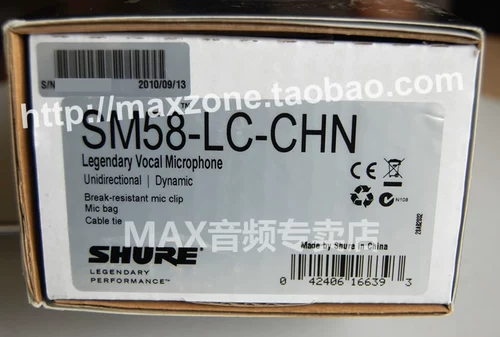 S/N
2010/09/13
http://maxzone.taobao.com
SM58-LC-CHN
Legendary Vocal Microphone
Unidirectional | Dynamic
Break-resistant mic clip
Mic bag
Cable tie
CE
N108
MAX音频专卖店
SHURE
LEGENDARY
PERFORMANCE™
Made by Shure in China
0 42406 16639 3